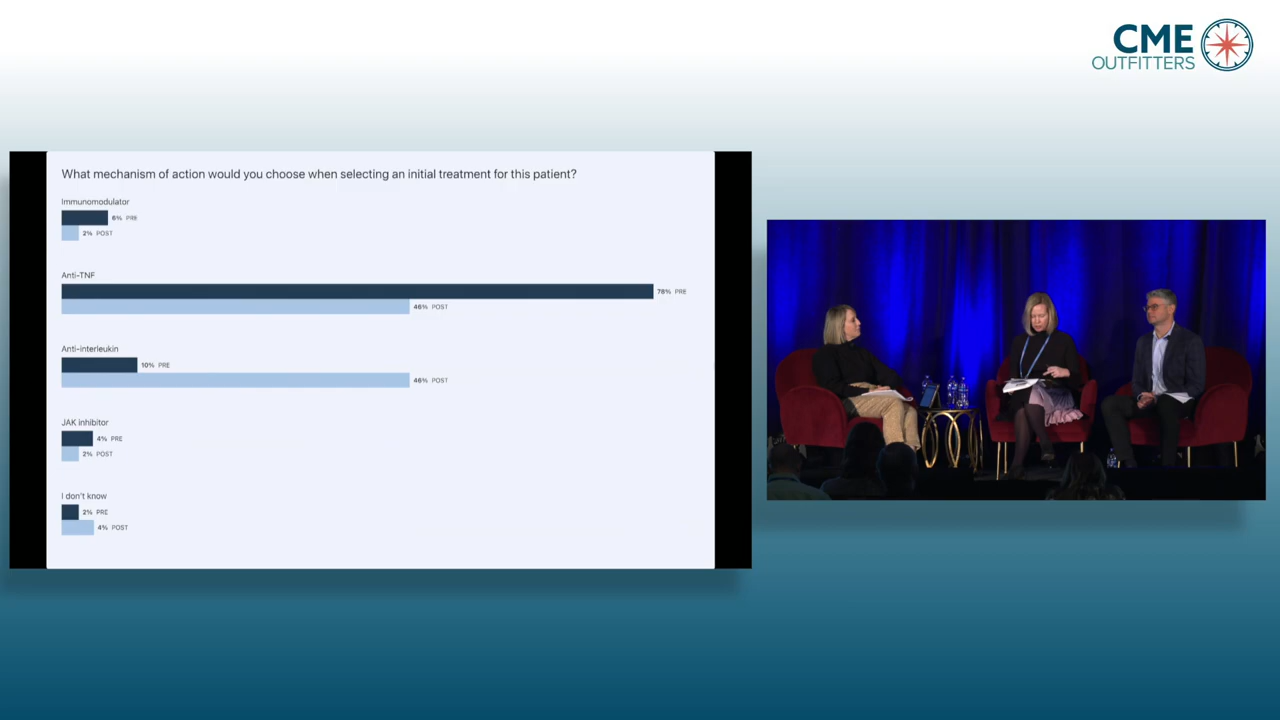 CME
OUTFITTERS
What mechanism of action would you choose when selecting an initial treatment for this patient?
Immunomodulator
6% PRE
2% POST
Anti-TNF
78% PRE
46% POST
Anti-interleukin
10% PRE
46% POST
JAK inhibitor
4% PRE
2% POST
I don't know
2% PRE
4% POST